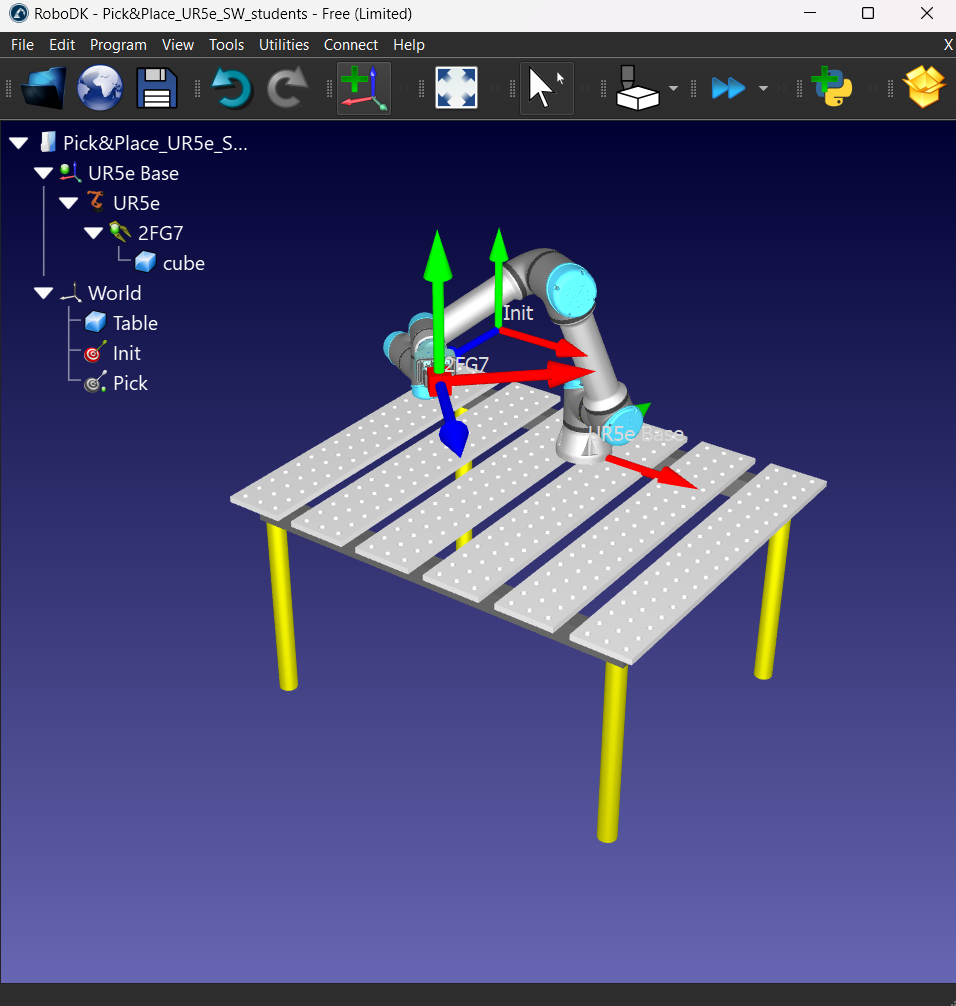 RoboDK - Pick&Place_UR5e_SW_students - Free (Limited)
File Edit Program View Tools Utilities Connect Help X
Pick&Place_UR5e_S...
UR5e Base
UR5e
2FG7
cube
World
Table
Init
Pick
Init
2FG7
UR5e Base